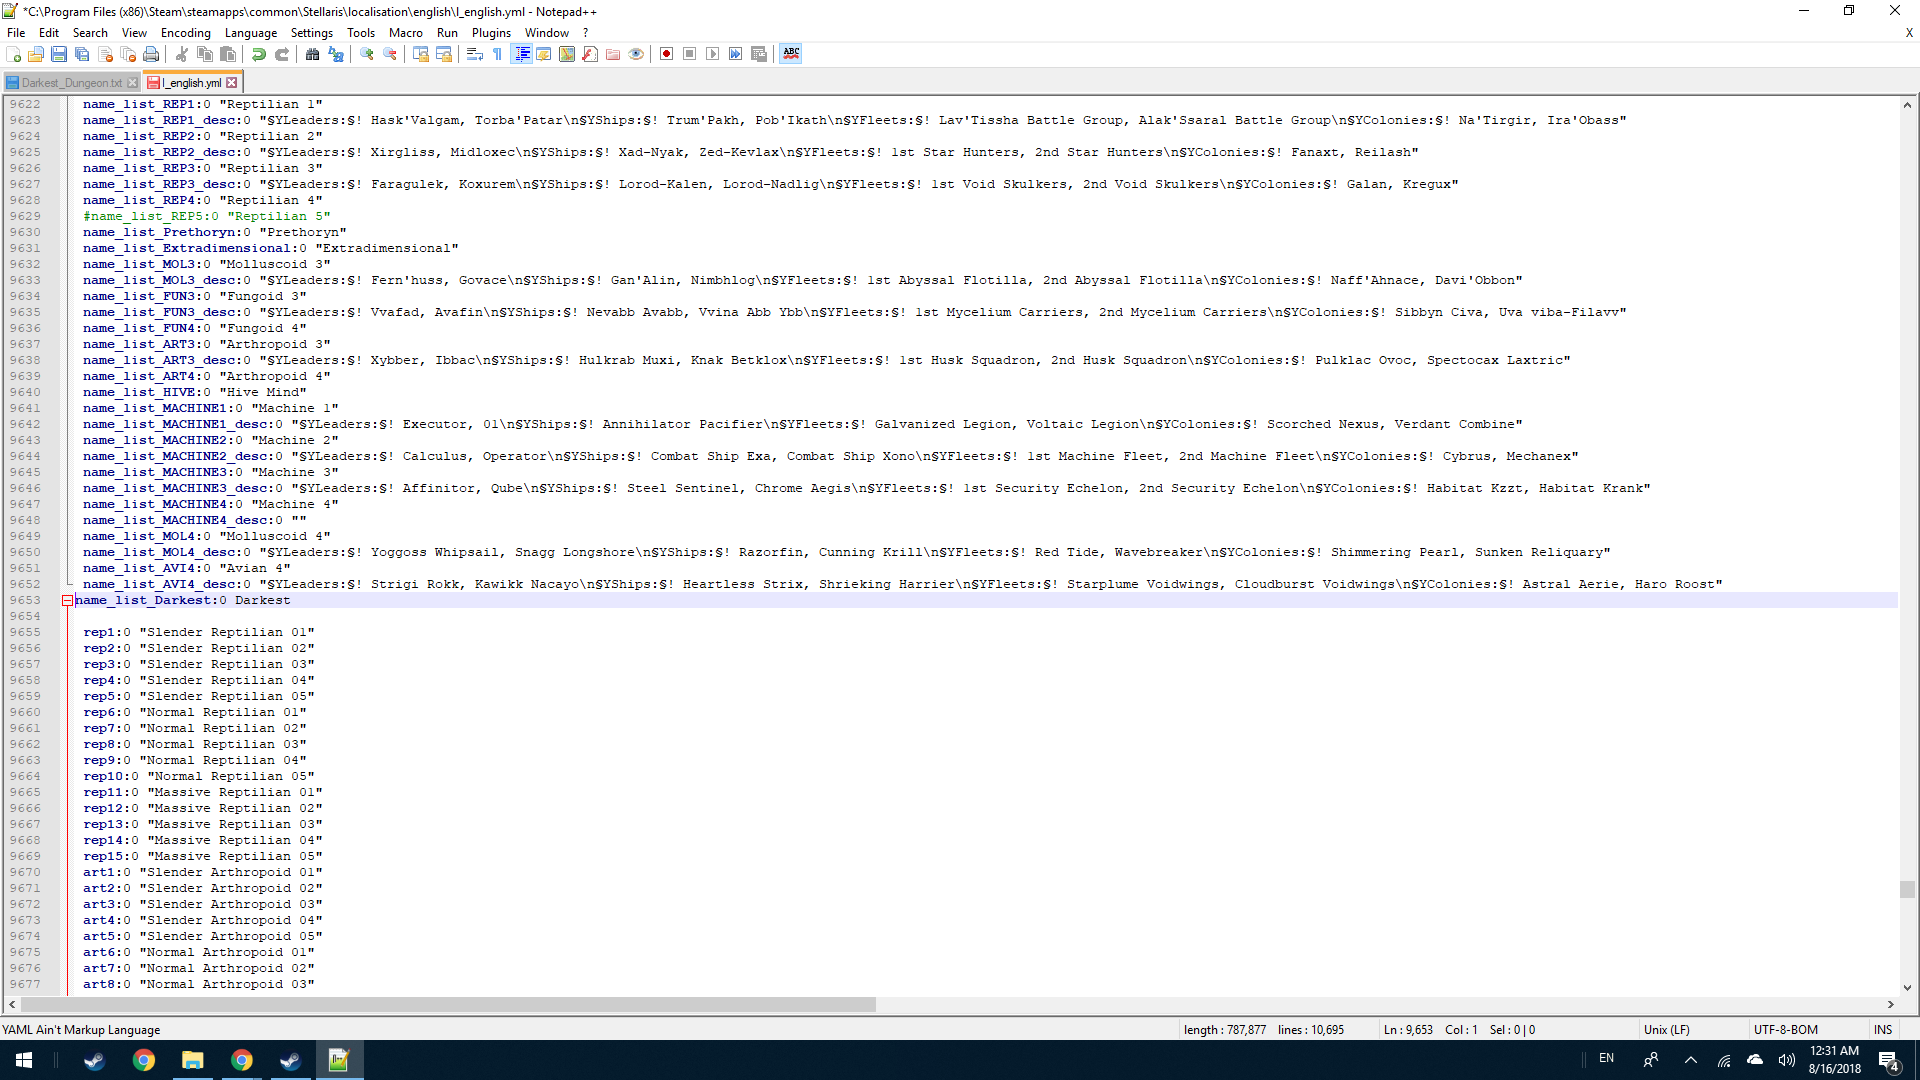 *C:\Program Files (x86)\Steam\steamapps\common\Stellaris\localisation\english\l_english.yml - Notepad++
File Edit Search View Encoding Language Settings Tools Macro Run Plugins Window ? X
ABC
Darkest_Dungeon.txt l_english.yml
9622 name_list_REP1:0 "Reptilian 1"
9623 name_list_REP1_desc:0 "§YLeaders:§! Hask'Valgam, Torba'Patar\n§YShips:§! Trum'Pakh, Pob'Ikath\n§YFleets:§! Lav'Tissha Battle Group, Alak'Ssaral Battle Group\n§YColonies:§! Na'Tirgir, Ira'Obass"
9624 name_list_REP2:0 "Reptilian 2"
9625 name_list_REP2_desc:0 "§YLeaders:§! Xirgliss, Midloxec\n§YShips:§! Xad-Nyak, Zed-Kevlax\n§YFleets:§! 1st Star Hunters, 2nd Star Hunters\n§YColonies:§! Fanaxt, Reilash"
9626 name_list_REP3:0 "Reptilian 3"
9627 name_list_REP3_desc:0 "§YLeaders:§! Faragulek, Koxurem\n§YShips:§! Lorod-Kalen, Lorod-Nadlig\n§YFleets:§! 1st Void Skulkers, 2nd Void Skulkers\n§YColonies:§! Galan, Kregux"
9628 name_list_REP4:0 "Reptilian 4"
9629 #name_list_REP5:0 "Reptilian 5"
9630 name_list_Prethoryn:0 "Prethoryn"
9631 name_list_Extradimensional:0 "Extradimensional"
9632 name_list_MOL3:0 "Molluscoid 3"
9633 name_list_MOL3_desc:0 "§YLeaders:§! Fern'huss, Govace\n§YShips:§! Gan'Alin, Nimbhlog\n§YFleets:§! 1st Abyssal Flotilla, 2nd Abyssal Flotilla\n§YColonies:§! Naff'Ahnace, Davi'Obbon"
9634 name_list_FUN3:0 "Fungoid 3"
9635 name_list_FUN3_desc:0 "§YLeaders:§! Vvafad, Avafin\n§YShips:§! Nevabb Avabb, Vvina Abb Ybb\n§YFleets:§! 1st Mycelium Carriers, 2nd Mycelium Carriers\n§YColonies:§! Sibbyn Civa, Uva viba-Filavv"
9636 name_list_FUN4:0 "Fungoid 4"
9637 name_list_ART3:0 "Arthropoid 3"
9638 name_list_ART3_desc:0 "§YLeaders:§! Xybber, Ibbac\n§YShips:§! Hulkrab Muxi, Knak Betklox\n§YFleets:§! 1st Husk Squadron, 2nd Husk Squadron\n§YColonies:§! Pulklac Ovoc, Spectocax Laxtric"
9639 name_list_ART4:0 "Arthropoid 4"
9640 name_list_HIVE:0 "Hive Mind"
9641 name_list_MACHINE1:0 "Machine 1"
9642 name_list_MACHINE1_desc:0 "§YLeaders:§! Executor, 01\n§YShips:§! Annihilator Pacifier\n§YFleets:§! Galvanized Legion, Voltaic Legion\n§YColonies:§! Scorched Nexus, Verdant Combine"
9643 name_list_MACHINE2:0 "Machine 2"
9644 name_list_MACHINE2_desc:0 "§YLeaders:§! Calculus, Operator\n§YShips:§! Combat Ship Exa, Combat Ship Xono\n§YFleets:§! 1st Machine Fleet, 2nd Machine Fleet\n§YColonies:§! Cybrus, Mechanex"
9645 name_list_MACHINE3:0 "Machine 3"
9646 name_list_MACHINE3_desc:0 "§YLeaders:§! Affinitor, Qube\n§YShips:§! Steel Sentinel, Chrome Aegis\n§YFleets:§! 1st Security Echelon, 2nd Security Echelon\n§YColonies:§! Habitat Kzzt, Habitat Krank"
9647 name_list_MACHINE4:0 "Machine 4"
9648 name_list_MACHINE4_desc:0 ""
9649 name_list_MOL4:0 "Molluscoid 4"
9650 name_list_MOL4_desc:0 "§YLeaders:§! Yoggoss Whipsail, Snagg Longshore\n§YShips:§! Razorfin, Cunning Krill\n§YFleets:§! Red Tide, Wavebreaker\n§YColonies:§! Shimmering Pearl, Sunken Reliquary"
9651 name_list_AVI4:0 "Avian 4"
9652 name_list_AVI4_desc:0 "§YLeaders:§! Strigi Rokk, Kawikk Nacayo\n§YShips:§! Heartless Strix, Shrieking Harrier\n§YFleets:§! Starplume Voidwings, Cloudburst Voidwings\n§YColonies:§! Astral Aerie, Haro Roost"
9653 name_list_Darkest:0 Darkest
9654
9655 rep1:0 "Slender Reptilian 01"
9656 rep2:0 "Slender Reptilian 02"
9657 rep3:0 "Slender Reptilian 03"
9658 rep4:0 "Slender Reptilian 04"
9659 rep5:0 "Slender Reptilian 05"
9660 rep6:0 "Normal Reptilian 01"
9661 rep7:0 "Normal Reptilian 02"
9662 rep8:0 "Normal Reptilian 03"
9663 rep9:0 "Normal Reptilian 04"
9664 rep10:0 "Normal Reptilian 05"
9665 rep11:0 "Massive Reptilian 01"
9666 rep12:0 "Massive Reptilian 02"
9667 rep13:0 "Massive Reptilian 03"
9668 rep14:0 "Massive Reptilian 04"
9669 rep15:0 "Massive Reptilian 05"
9670 art1:0 "Slender Arthropoid 01"
9671 art2:0 "Slender Arthropoid 02"
9672 art3:0 "Slender Arthropoid 03"
9673 art4:0 "Slender Arthropoid 04"
9674 art5:0 "Slender Arthropoid 05"
9675 art6:0 "Normal Arthropoid 01"
9676 art7:0 "Normal Arthropoid 02"
9677 art8:0 "Normal Arthropoid 03"
YAML Ain't Markup Language length : 787,877 lines : 10,695 Ln : 9,653 Col : 1 Sel : 0 | 0 Unix (LF) UTF-8-BOM INS
EN 12:31 AM
8/16/2018 4